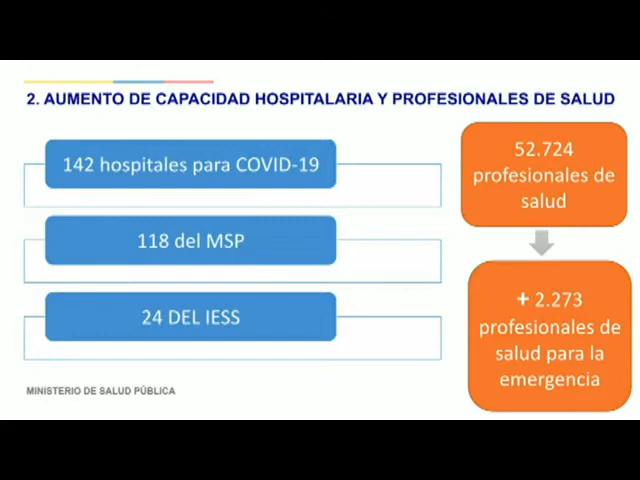 2. AUMENTO DE CAPACIDAD HOSPITALARIA Y PROFESIONALES DE SALUD
142 hospitales para COVID-19
118 del MSP
24 DEL IESS
52.724
profesionales de
salud
+ 2.273
profesionales de
salud para la
emergencia
MINISTERIO DE SALUD PÚBLICA